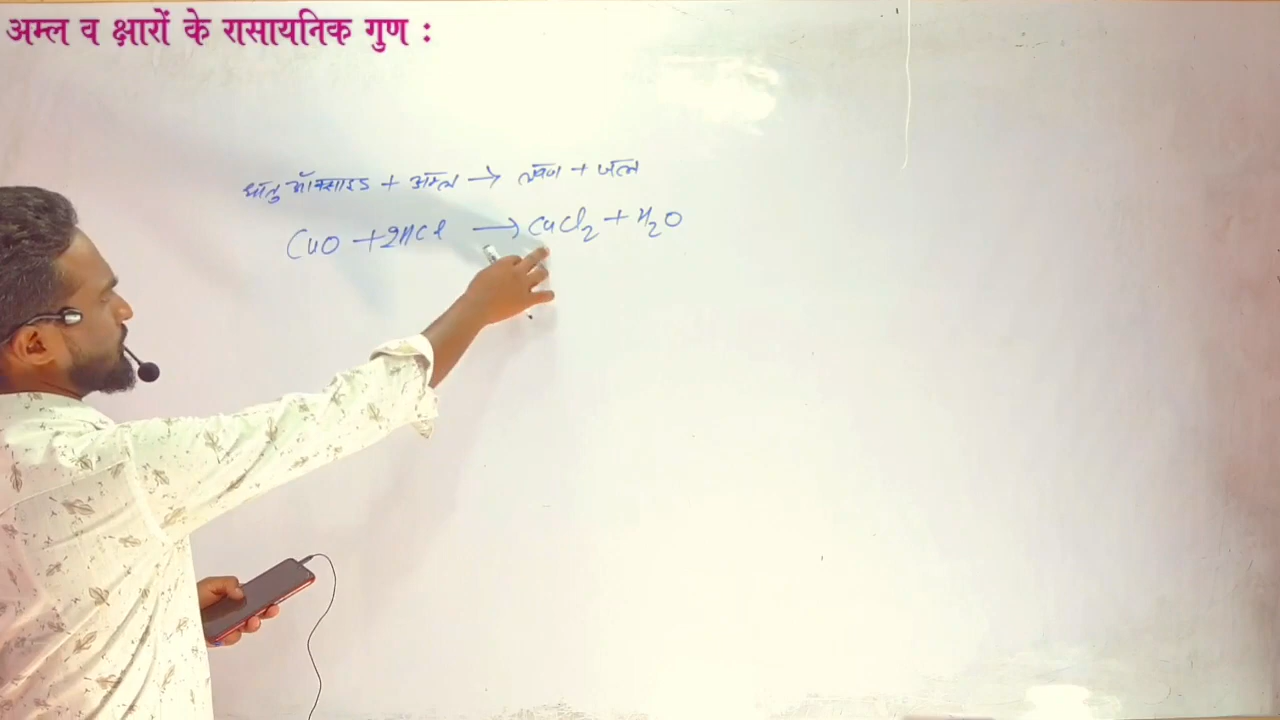 अम्ल व क्षारों के रासायनिक गुण :
धातु ऑक्साइड + अम्ल → लवण + जल
CuO + 2HCl → CuCl₂ + H₂O